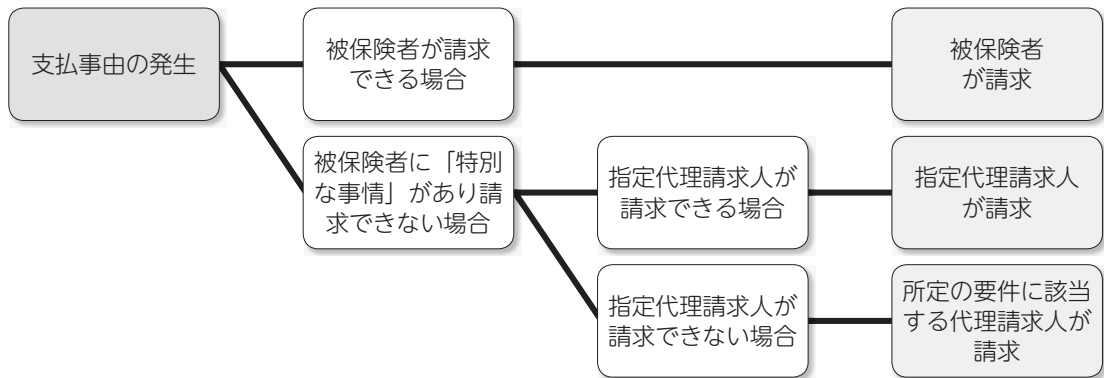 支払事由の発生
被保険者が請求
できる場合
被保険者
が請求
被保険者に「特別
な事情」があり請
求できない場合
指定代理請求人が
請求できる場合
指定代理請求人
が請求
指定代理請求人が
請求できない場合
所定の要件に該当
する代理請求人が
請求